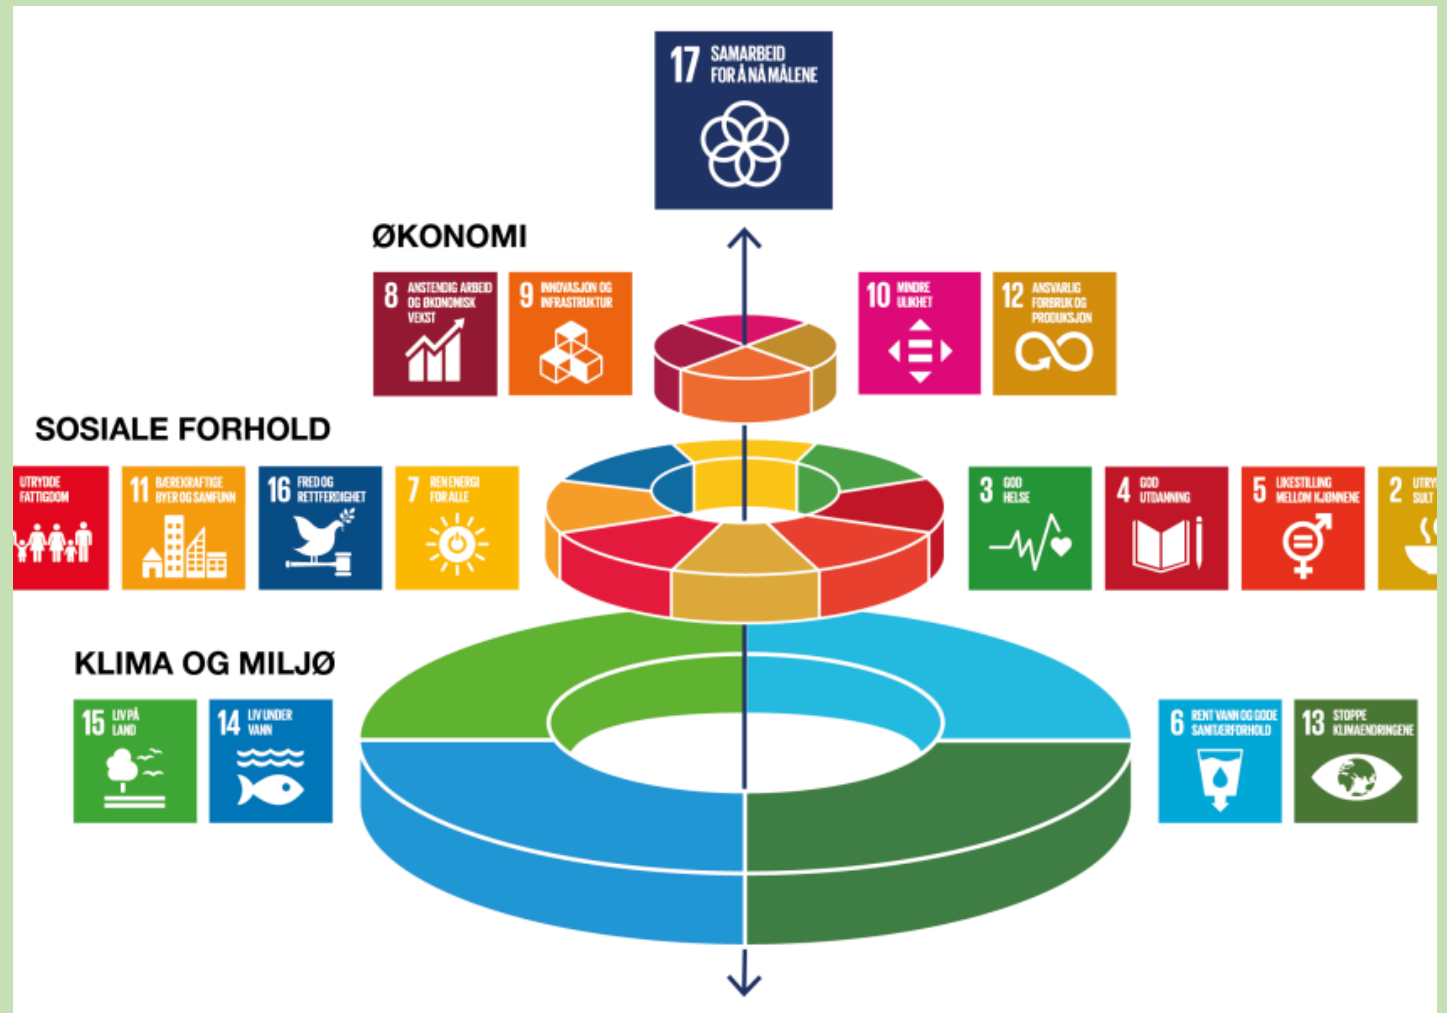 17 SAMARBEID
FOR Å NÅ MÅLENE
ØKONOMI
8 ANSTENDIG ARBEID
OG ØKONOMISK
VEKST
9 INNOVASJON OG
INFRASTRUKTUR
10 MINDRE
ULIKHET
12 ANSVARLIG
FORBRUK OG
PRODUKSJON
SOSIALE FORHOLD
UTRYDDE
FATTIGDOM
11 BÆREKRAFTIGE
BYER OG SAMFUNN
16 FRED OG
RETTFERDIGHET
7 REN ENERGI
FOR ALLE
3 GOD
HELSE
4 GOD
UTDANNING
5 LIKESTILLING
MELLOM KJØNNENE
2 UTRY
SULT
KLIMA OG MILJØ
15 LIV PÅ
LAND
14 LIV UNDER
VANN
6 RENT VANN OG GODE
SANITÆRFORHOLD
13 STOPPE
KLIMAENDRINGENE